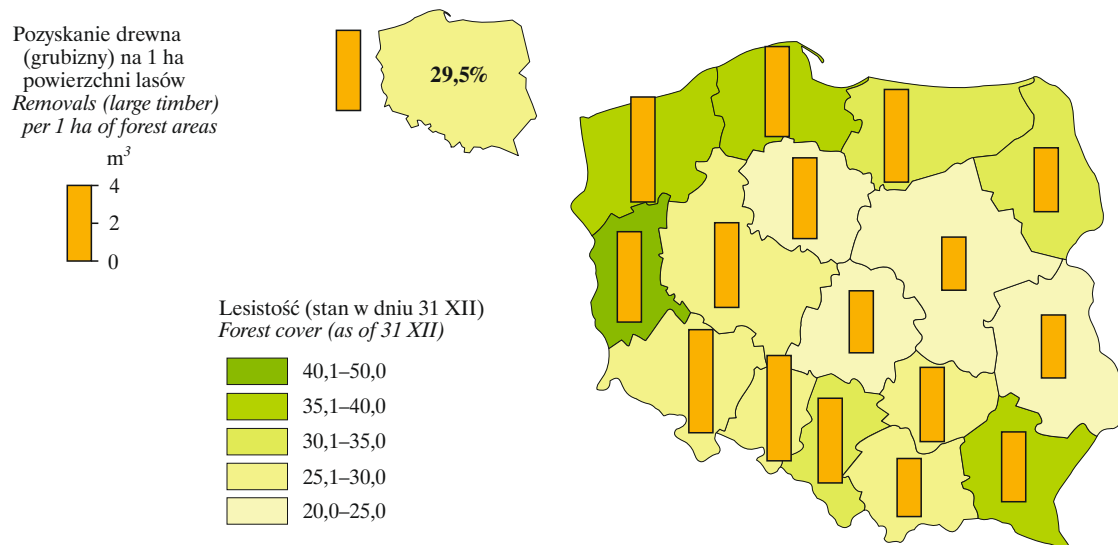 Pozyskanie drewna
(grubizny) na 1 ha
powierzchni lasów
Removals (large timber)
per 1 ha of forest areas
m³
4
2
0
29,5%
Lesistość (stan w dniu 31 XII)
Forest cover (as of 31 XII)
40,1–50,0
35,1–40,0
30,1–35,0
25,1–30,0
20,0–25,0